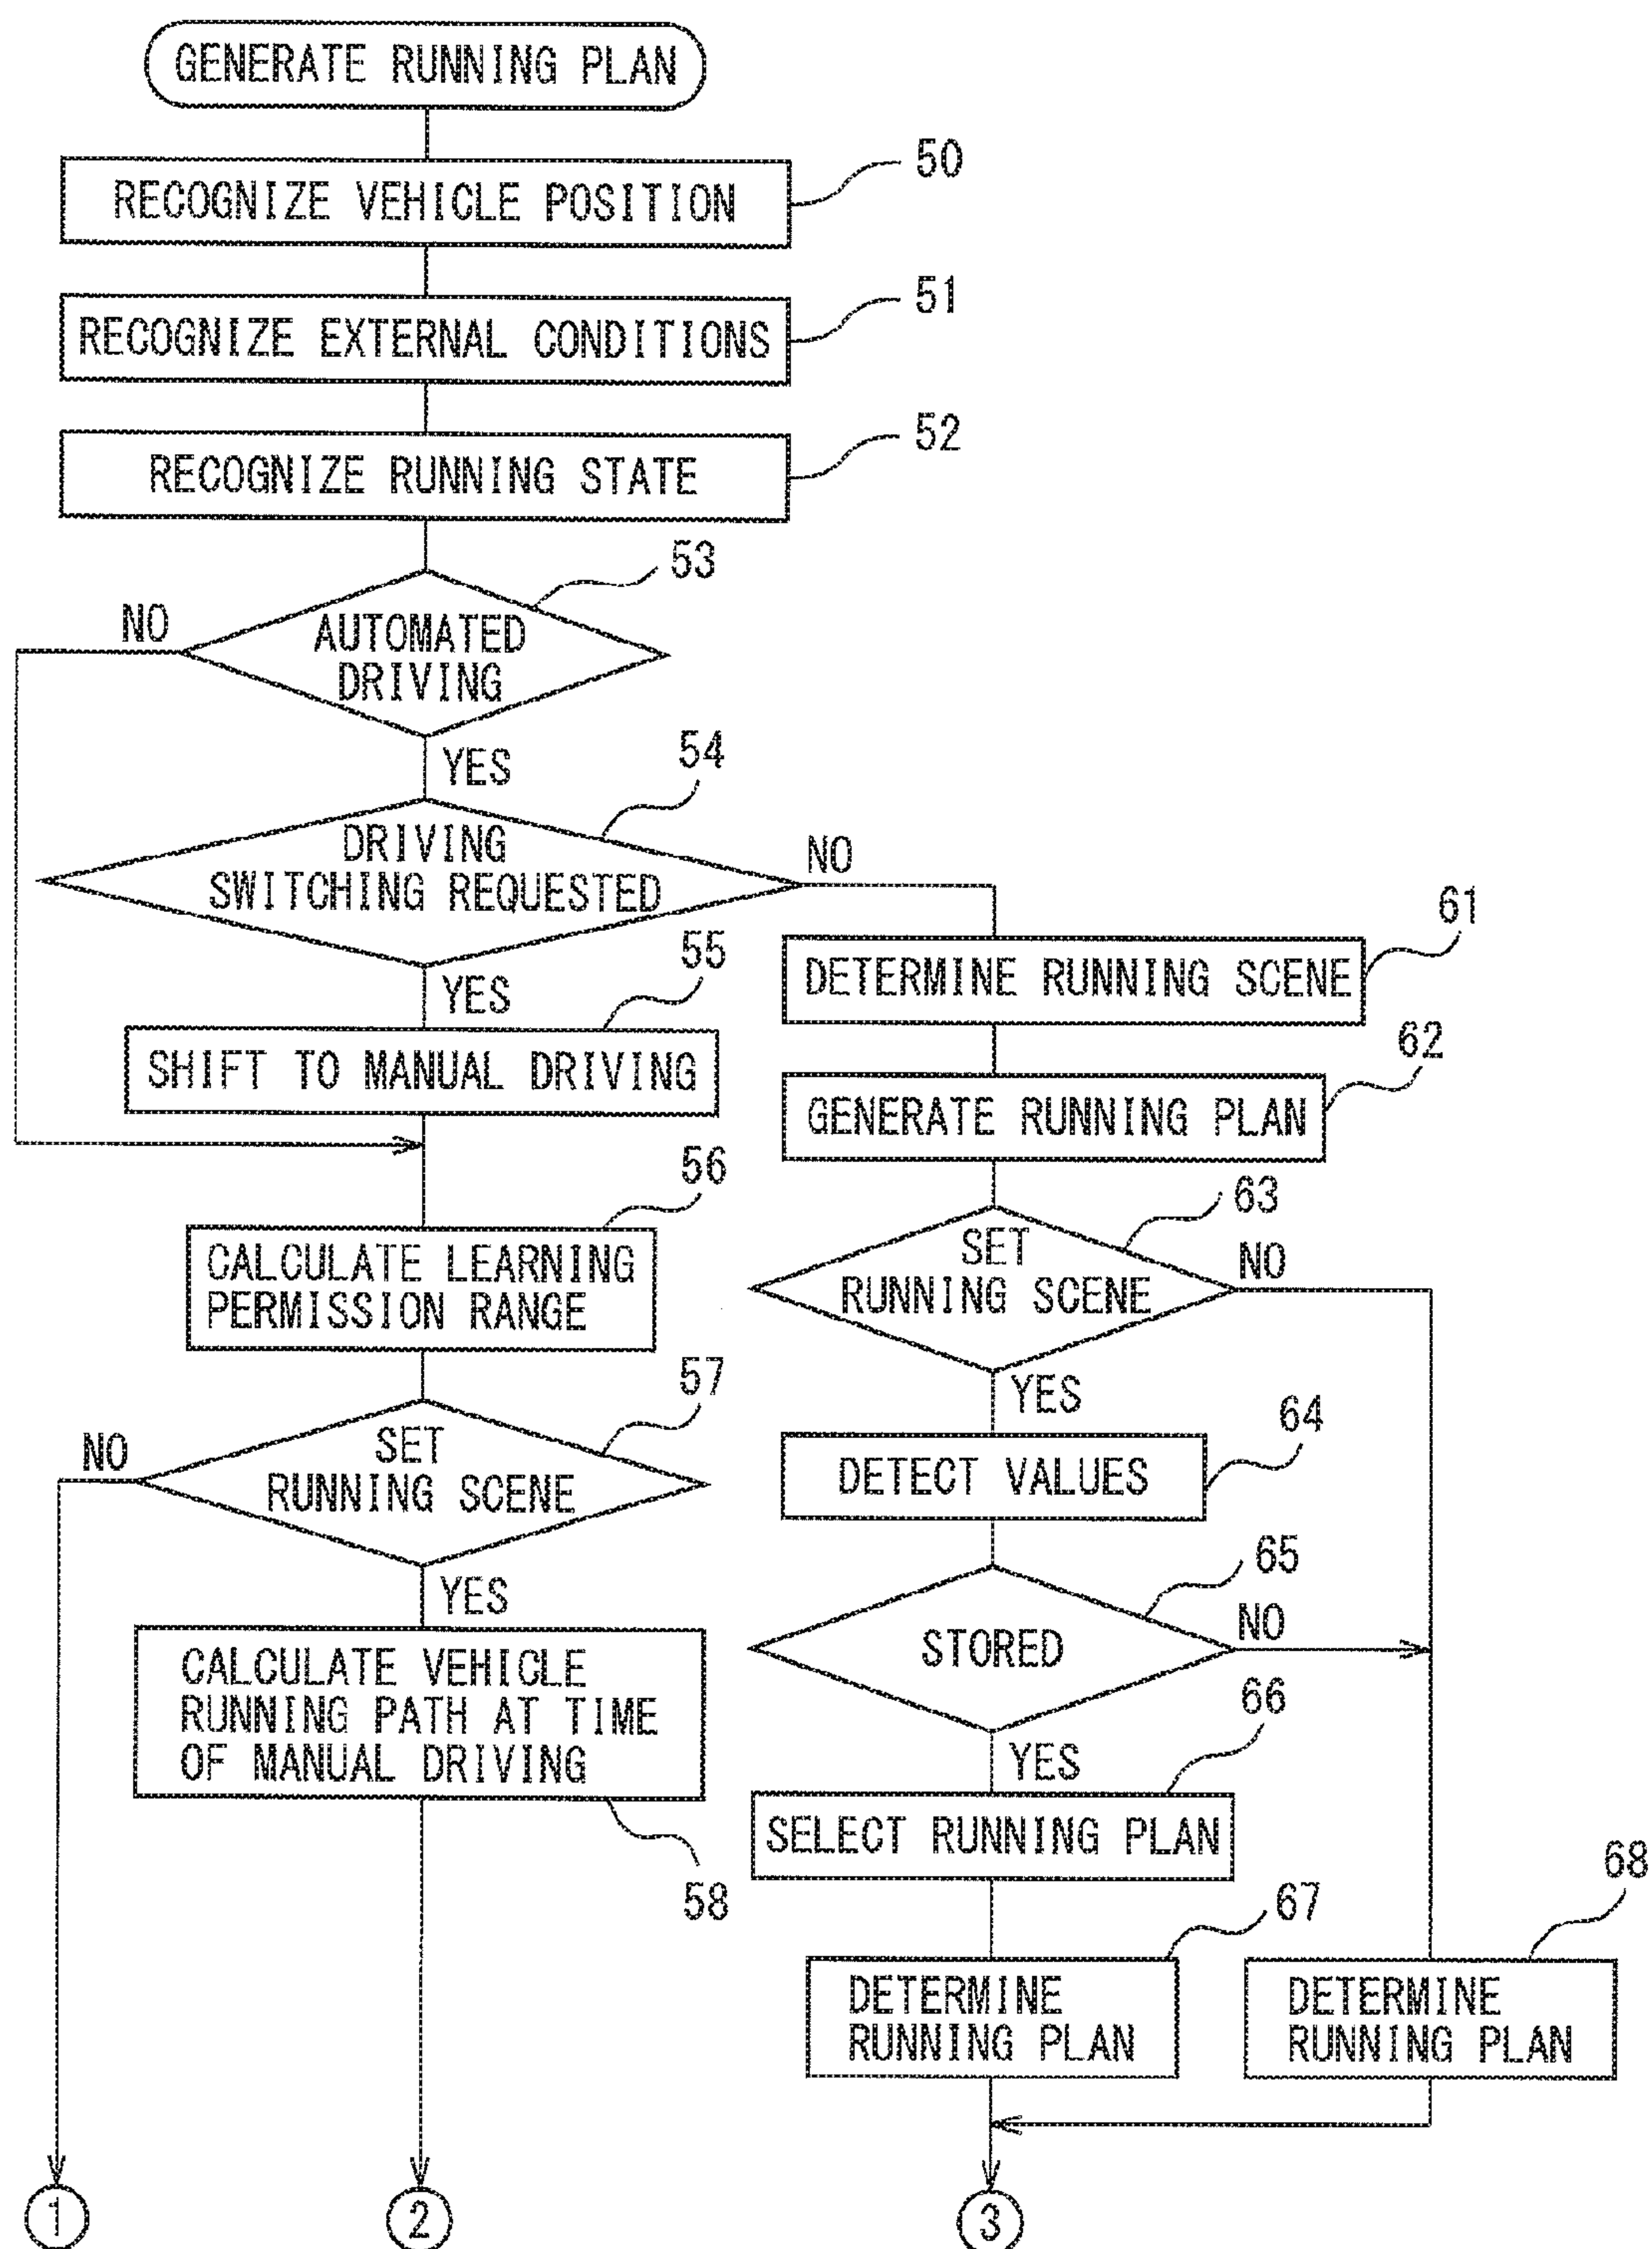 GENERATE RUNNING PLAN
50
RECOGNIZE VEHICLE POSITION
51
RECOGNIZE EXTERNAL CONDITIONS
52
RECOGNIZE RUNNING STATE
53
NO
AUTOMATED
DRIVING
YES
54
DRIVING
SWITCHING REQUESTED
NO
YES
55
SHIFT TO MANUAL DRIVING
56
CALCULATE LEARNING
PERMISSION RANGE
57
NO
SET
RUNNING SCENE
YES
CALCULATE VEHICLE
RUNNING PATH AT TIME
OF MANUAL DRIVING
58
61
DETERMINE RUNNING SCENE
62
GENERATE RUNNING PLAN
63
SET
RUNNING SCENE
NO
YES
64
DETECT VALUES
65
STORED
NO
YES
66
SELECT RUNNING PLAN
67
DETERMINE
RUNNING PLAN
68
DETERMINE
RUNNING PLAN
1
2
3